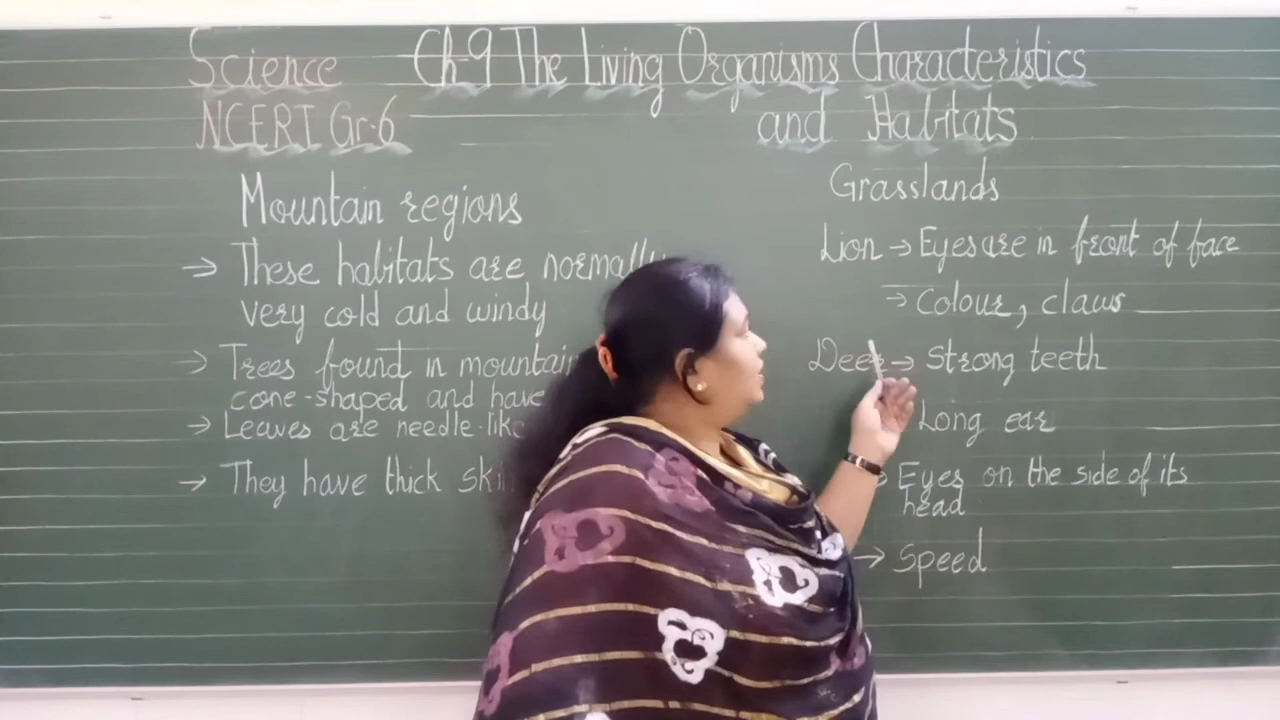 Science
NCERT Gr-6
Ch-9 The Living Organisms Characteristics
and Habitats
Mountain regions
→ These habitats are normally
very cold and windy
→ Trees found in mountain
cone-shaped and have
→ Leaves are needle-like
→ They have thick skin
Grasslands
Lion → Eyes are in front of face
→ Colour, claws
Deer → Strong teeth
Long ear
Eyes on the side of its
head
→ Speed